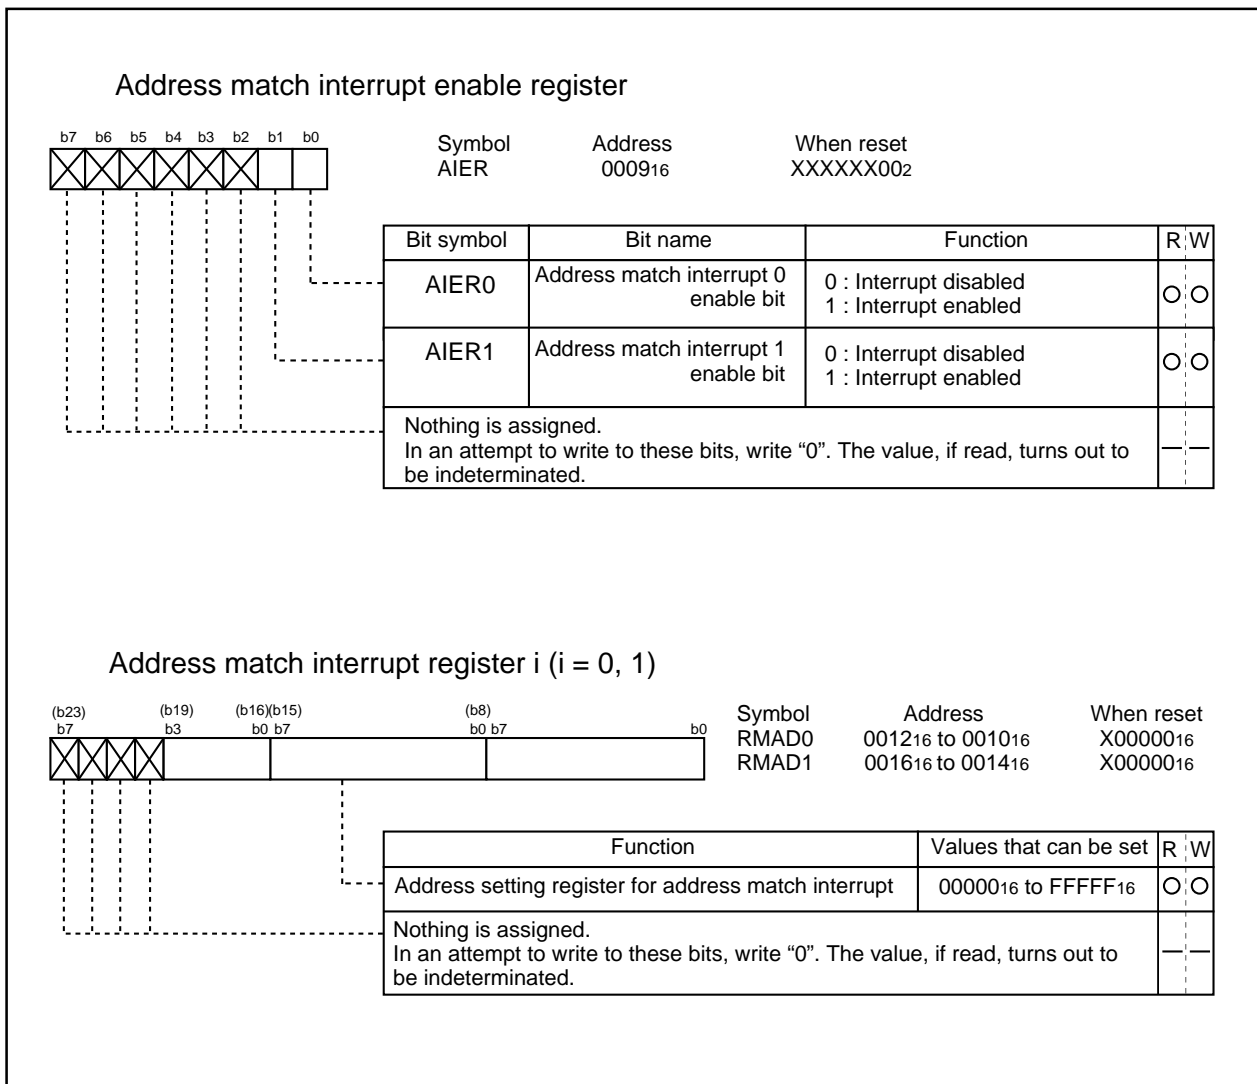 Address match interrupt enable register
b7 b6 b5 b4 b3 b2 b1 b0
Symbol Address When reset
AIER 000916 XXXXXX002
Bit symbol Bit name Function R W
AIER0 Address match interrupt 0 enable bit 0 : Interrupt disabled
1 : Interrupt enabled
AIER1 Address match interrupt 1 enable bit 0 : Interrupt disabled
1 : Interrupt enabled
Nothing is assigned.
In an attempt to write to these bits, write “0”. The value, if read, turns out to
be indeterminated.
Address match interrupt register i (i = 0, 1)
(b23) (b19) (b16)(b15) (b8)
b7 b3 b0 b7 b0 b7 b0
Symbol Address When reset
RMAD0 001216 to 001016 X0000016
RMAD1 001616 to 001416 X0000016
Function Values that can be set R W
Address setting register for address match interrupt 0000016 to FFFFF16
Nothing is assigned.
In an attempt to write to these bits, write “0”. The value, if read, turns out to
be indeterminated.